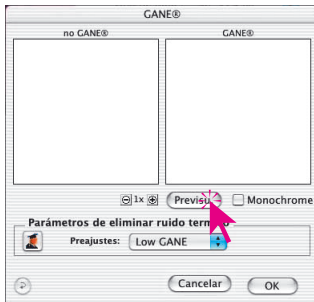 GANE®
no GANE® GANE®
1x Monochrome
Parámetros de eliminar ruido
Preajustes: Low GANE
Cancelar OK